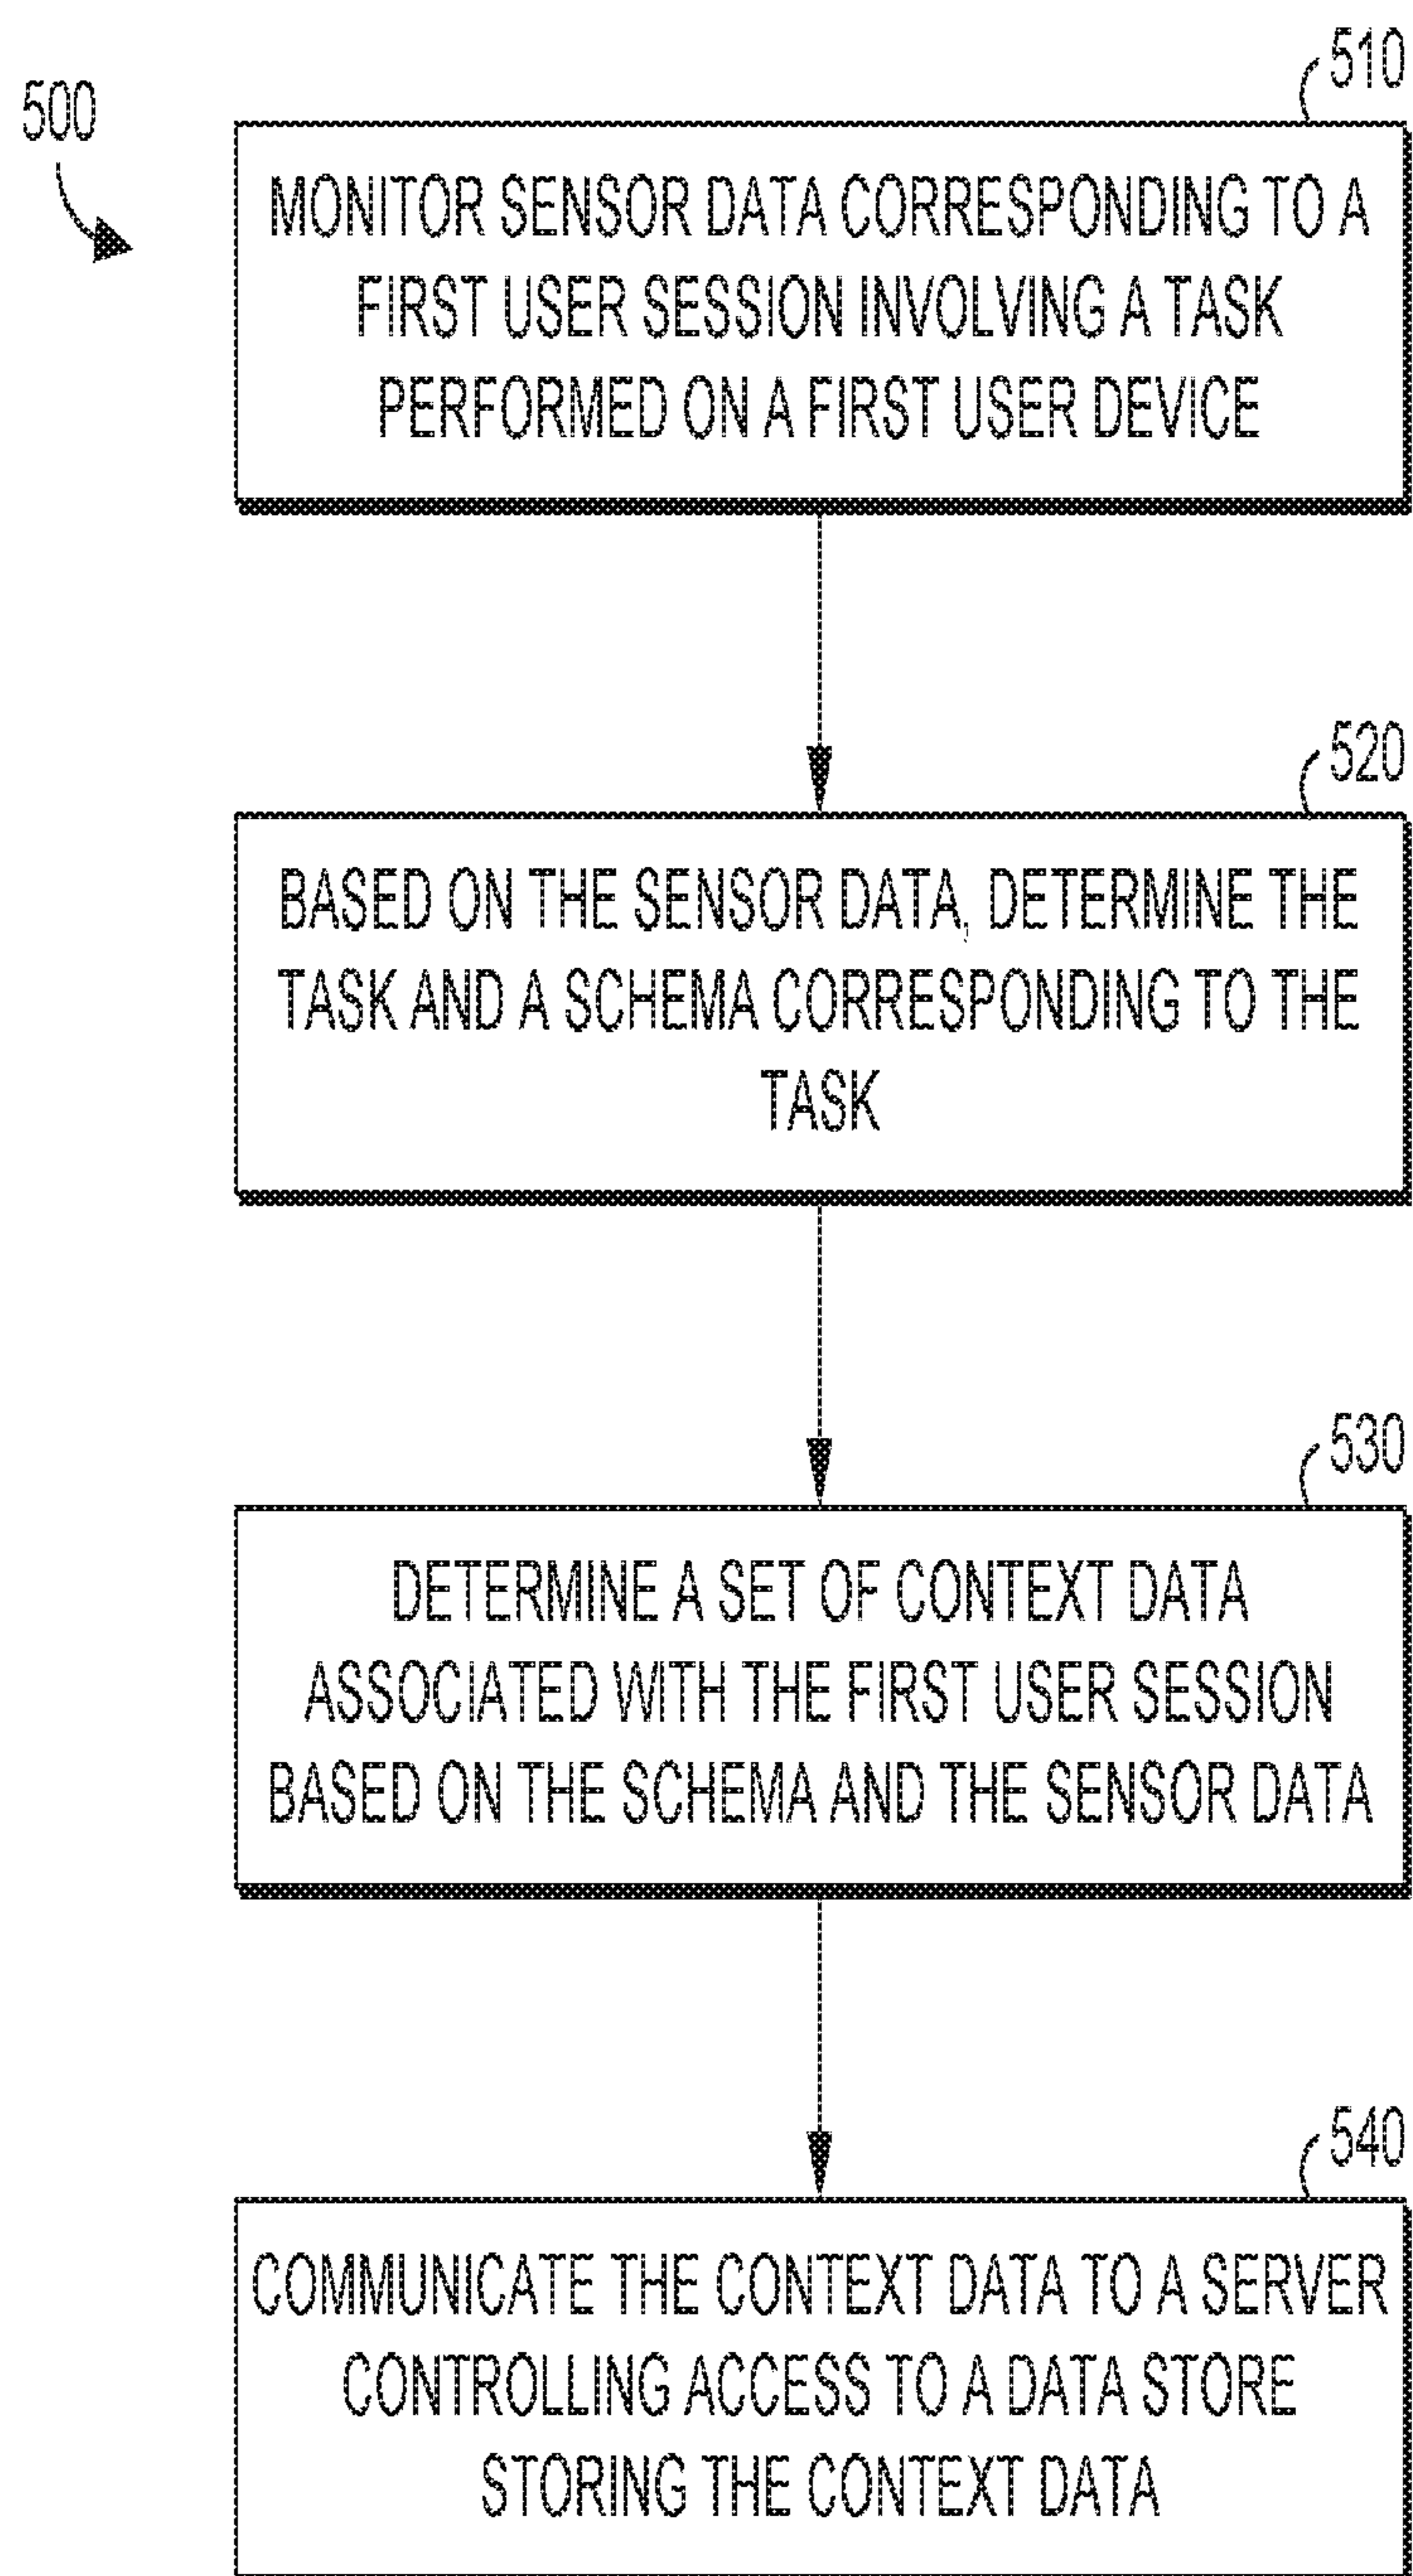 500
510
MONITOR SENSOR DATA CORRESPONDING TO A
FIRST USER SESSION INVOLVING A TASK
PERFORMED ON A FIRST USER DEVICE
520
BASED ON THE SENSOR DATA, DETERMINE THE
TASK AND A SCHEMA CORRESPONDING TO THE
TASK
530
DETERMINE A SET OF CONTEXT DATA
ASSOCIATED WITH THE FIRST USER SESSION
BASED ON THE SCHEMA AND THE SENSOR DATA
540
COMMUNICATE THE CONTEXT DATA TO A SERVER
CONTROLLING ACCESS TO A DATA STORE
STORING THE CONTEXT DATA